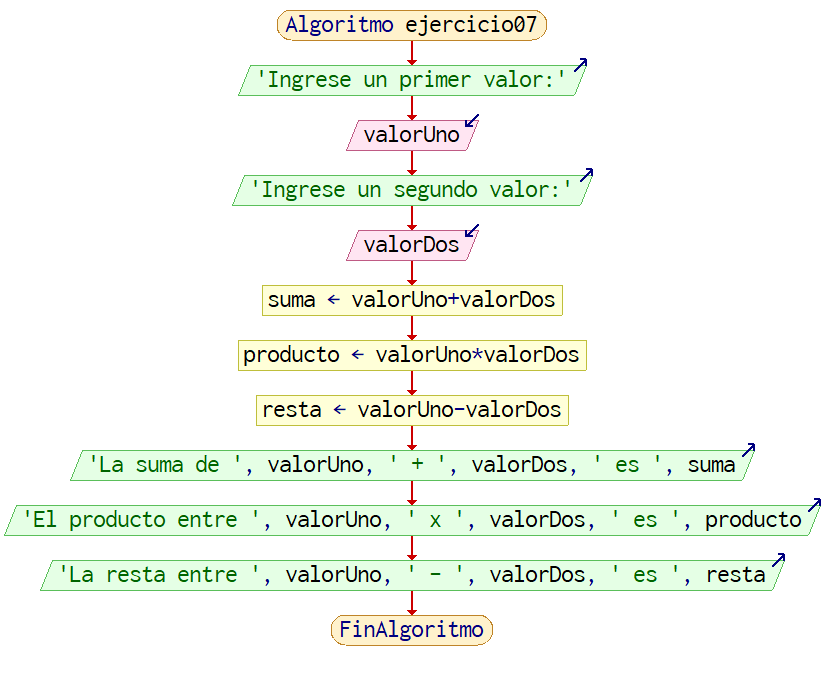 Algoritmo ejercicio07
'Ingrese un primer valor:'
valorUno
'Ingrese un segundo valor:'
valorDos
suma ← valorUno+valorDos
producto ← valorUno*valorDos
resta ← valorUno-valorDos
'La suma de ', valorUno, ' + ', valorDos, ' es ', suma
'El producto entre ', valorUno, ' x ', valorDos, ' es ', producto
'La resta entre ', valorUno, ' - ', valorDos, ' es ', resta
FinAlgoritmo